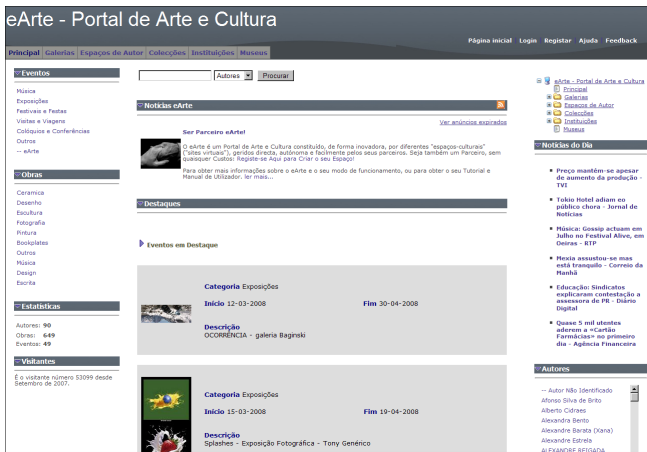 eArte - Portal de Arte e Cultura
Página inicial Login Registar Ajuda Feedback
Principal Galerias Espaços de Autor Colecções Instituições Museus
Eventos
Música
Exposições
Festivais e Festas
Visitas e Viagens
Colóquios e Conferências
Outros
-- eArte
Obras
Ceramica
Desenho
Escultura
Fotografia
Pintura
Bookplates
Outros
Música
Design
Escrita
Estatísticas
Autores: 90
Obras: 649
Eventos: 49
Visitantes
É o visitante número 53099 desde
Setembro de 2007.
Autores Procurar
Notícias eArte
Ver anúncios expirados
Ser Parceiro eArte!
O eArte é um Portal de Arte e Cultura constituído, de forma inovadora, por diferentes "espaços-culturais"
("sites virtuais"), geridos directa, autónoma e facilmente pelos seus parceiros. Seja também um Parceiro, sem
quaisquer Custos: Registe-se Aqui para Criar o seu Espaço!
Para obter mais informações sobre o eArte e o seu modo de funcionamento, ou para obter o seu Tutorial e
Manual de Utilizador. ler mais...
Destaques
Eventos em Destaque
Categoria Exposições
Início 12-03-2008 Fim 30-04-2008
Descrição
OCORRÊNCIA - galeria Baginski
Categoria Exposições
Início 15-03-2008 Fim 19-04-2008
Descrição
Splashes - Exposição Fotográfica - Tony Genérico
eArte - Portal de Arte e Cultura
Principal
Galerias
Espaços de Autor
Colecções
Instituições
Museus
Notícias do Dia
Preço mantém-se apesar
de aumento da produção -
TVI
Tokio Hotel adiam eo
público chora - Jornal de
Notícias
Música: Gossip actuam em
Julho no Festival Alive, em
Oeiras - RTP
Mexia assustou-se mas
está tranquilo - Correio da
Manhã
Educação: Sindicatos
explicaram contestação a
assessora de PR - Diário
Digital
Quase 5 mil utentes
aderem a «Cartão
Farmácias» no primeiro
dia - Agência Financeira
Autores
-- Autor Não Identificado
Afonso Silva de Brito
Alberto Cidraes
Alexandra Bento
Alexandre Barata (Xana)
Alexandre Estrela
ALEXANDRE REIGADA